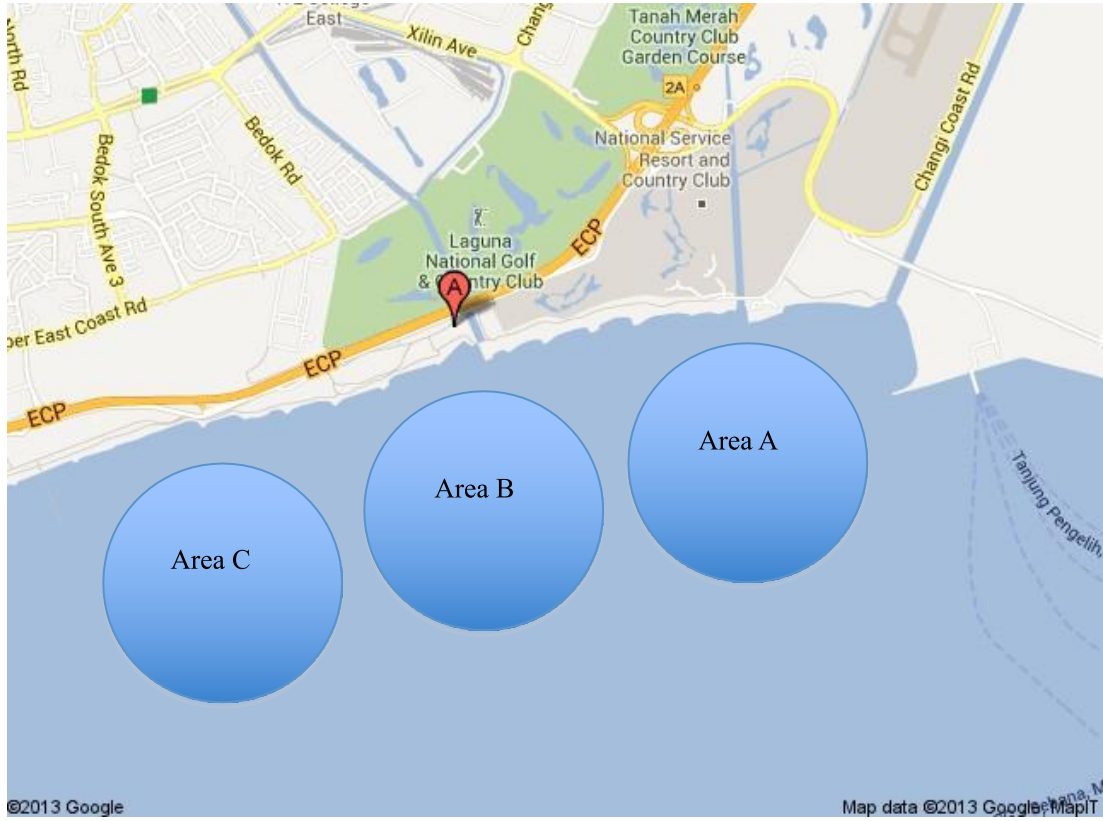 East
North Rd
Xilin Ave
Tanah Merah
Country Club
Garden Course
2A
Bedok South Ave 3
Bedok Rd
National Service
Resort and
Country Club
Changi Coast Rd
Laguna
National Golf
& Country Club
A
ECP
per East Coast Rd
ECP
ECP
Area A
Area B
Area C
Tanjung Pengelih,
©2013 Google
Map data ©2013 Google, MapIT